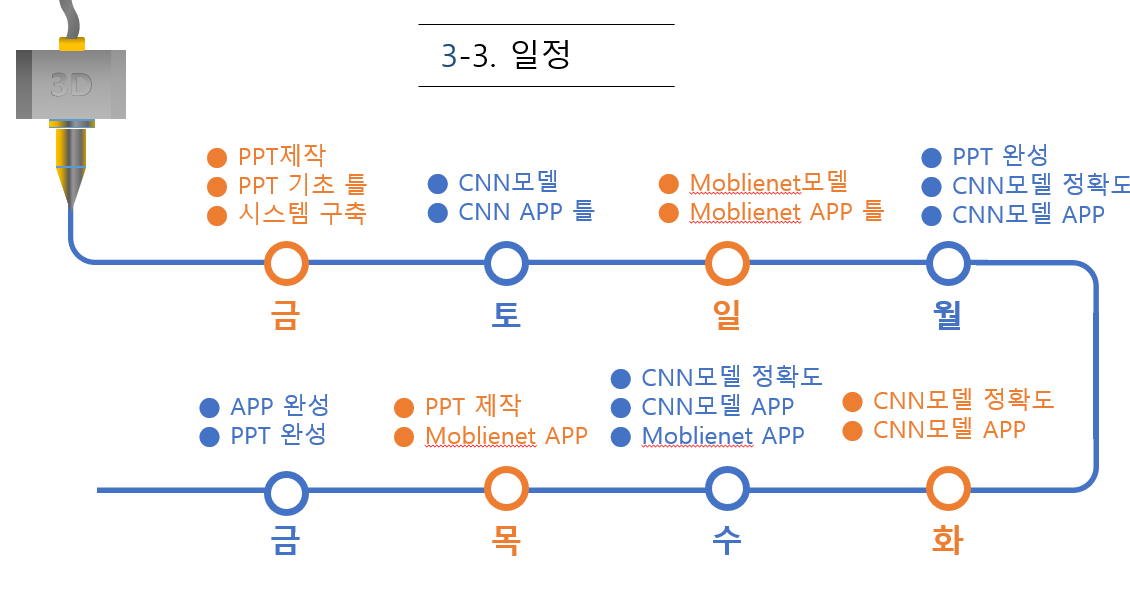 3D
3-3. 일정
PPT제작
PPT 기초 틀
시스템 구축
금
CNN모델
CNN APP 틀
토
Moblienet모델
Moblienet APP 틀
일
PPT 완성
CNN모델 정확도
CNN모델 APP
월
CNN모델 정확도
CNN모델 APP
화
CNN모델 정확도
CNN모델 APP
Moblienet APP
수
PPT 제작
Moblienet APP
목
APP 완성
PPT 완성
금